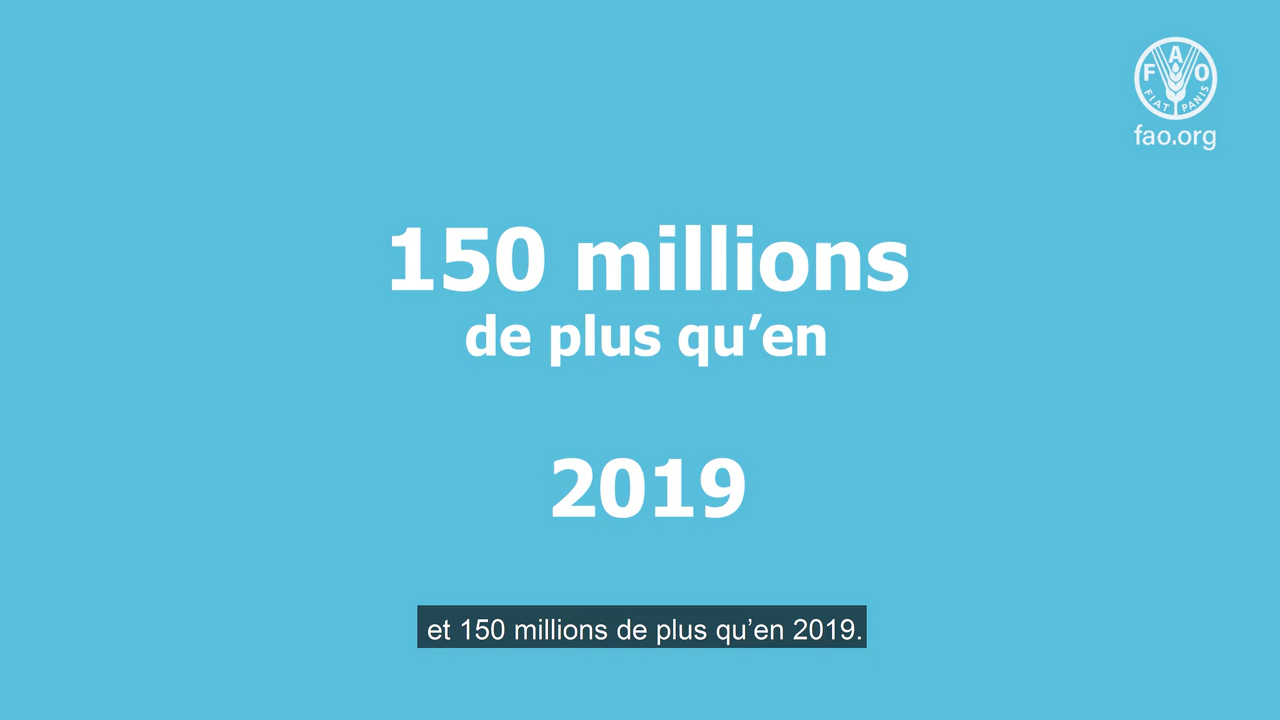 F A O
FIAT PANIS
fao.org
150 millions
de plus qu’en
2019
et 150 millions de plus qu’en 2019.